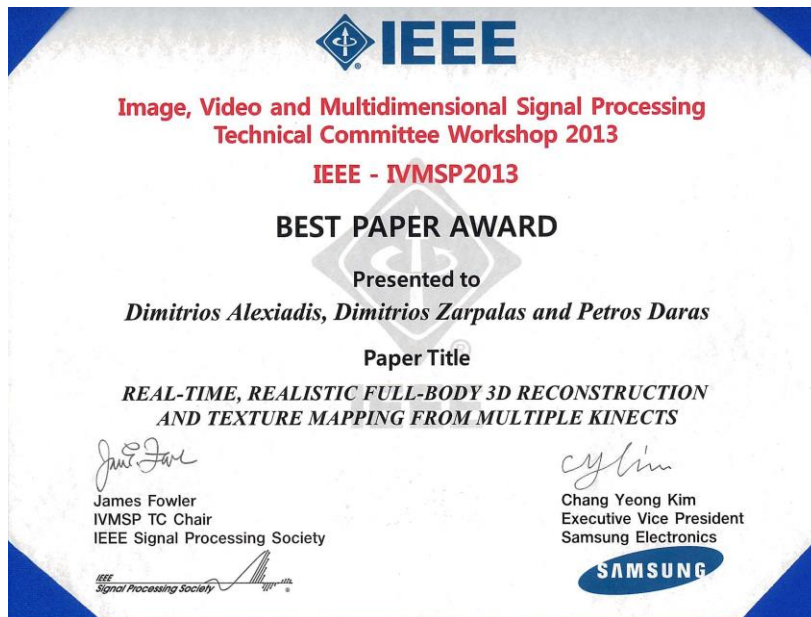 IEEE
Image, Video and Multidimensional Signal Processing
Technical Committee Workshop 2013
IEEE - IVMSP2013
BEST PAPER AWARD
Presented to
Dimitrios Alexiadis, Dimitrios Zarpalas and Petros Daras
Paper Title
REAL-TIME, REALISTIC FULL-BODY 3D RECONSTRUCTION
AND TEXTURE MAPPING FROM MULTIPLE KINECTS
IEEE
James Fowler
IVMSP TC Chair
IEEE Signal Processing Society
IEEE
Signal Processing Society
Chang Yeong Kim
Executive Vice President
Samsung Electronics
SAMSUNG